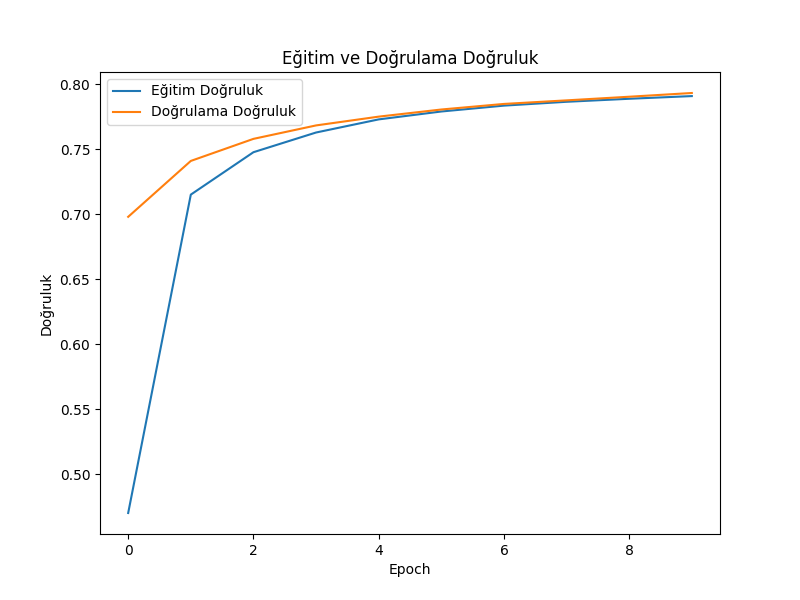 Eğitim ve Doğrulama Doğruluk
Eğitim Doğruluk
Doğrulama Doğruluk
Doğruluk
0.80
0.75
0.70
0.65
0.60
0.55
0.50
0 2 4 6 8
Epoch